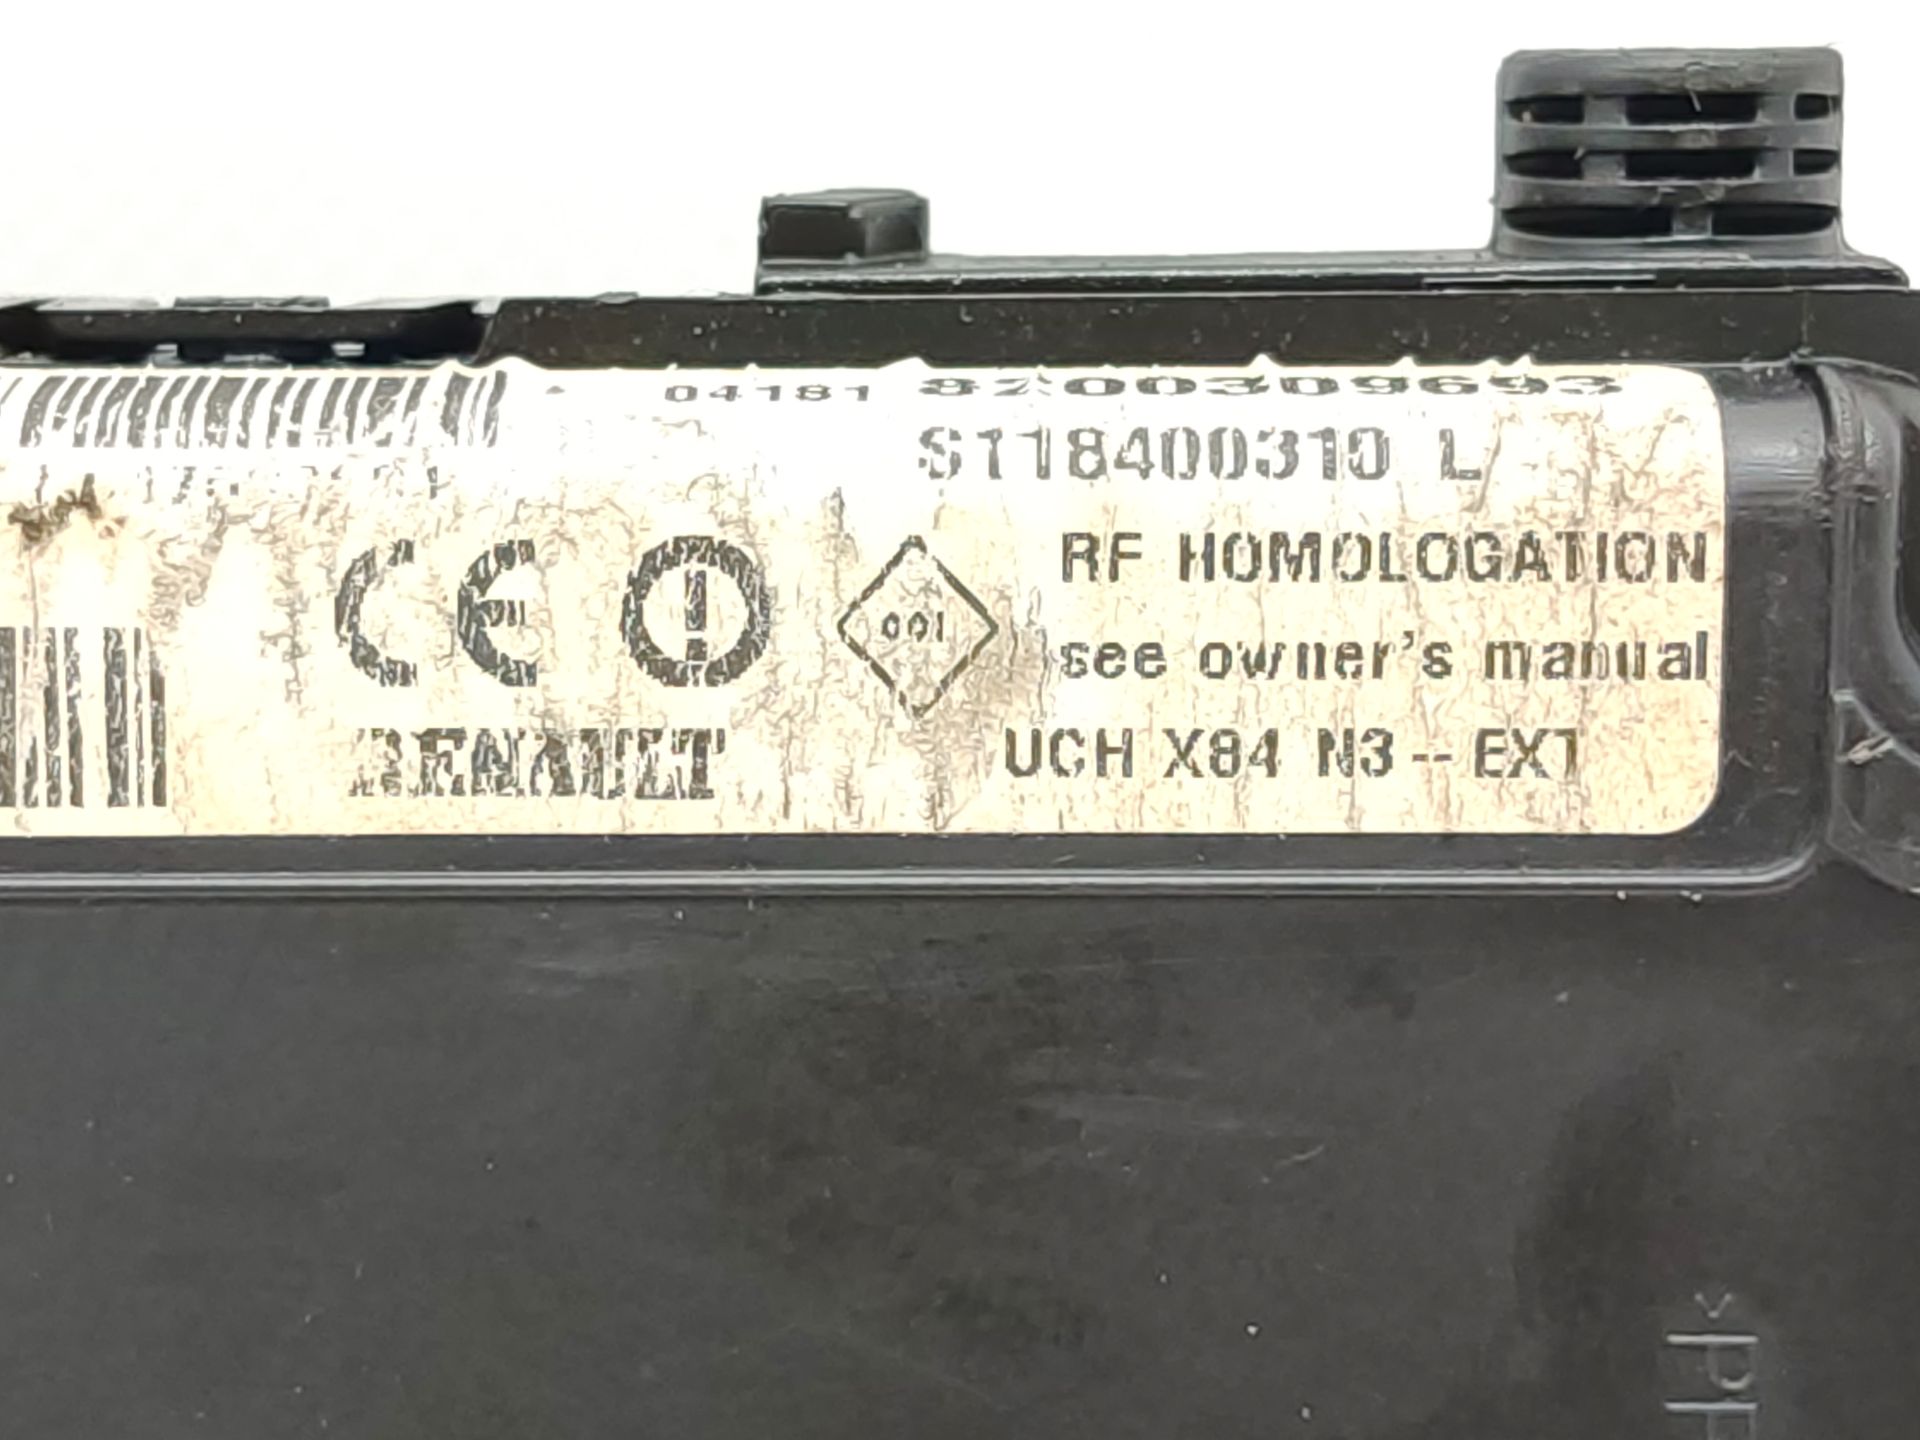 04181 8200309693
S118400310 L
CE
001
RF HOMOLOGATION
see owner's manual
RENAULT
UCH X84 N3 -- EXT